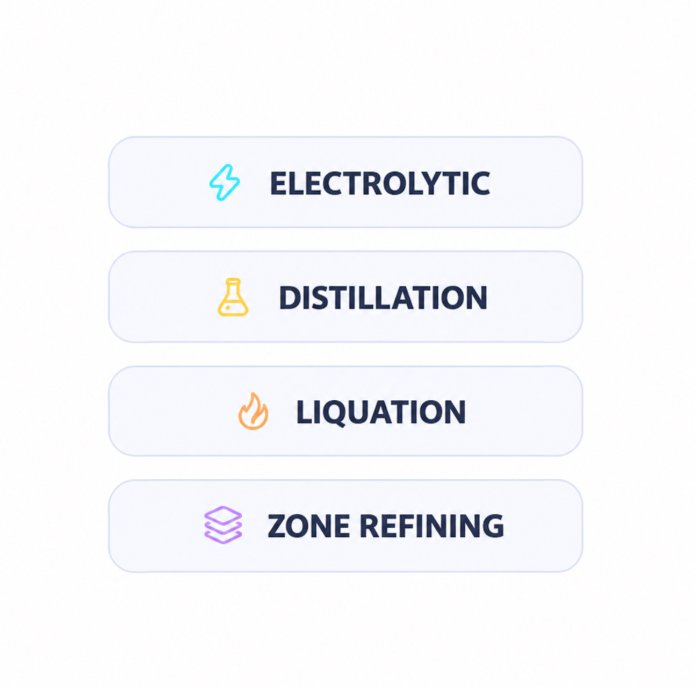 ELECTROLYTIC
DISTILLATION
LIQUATION
ZONE REFINING